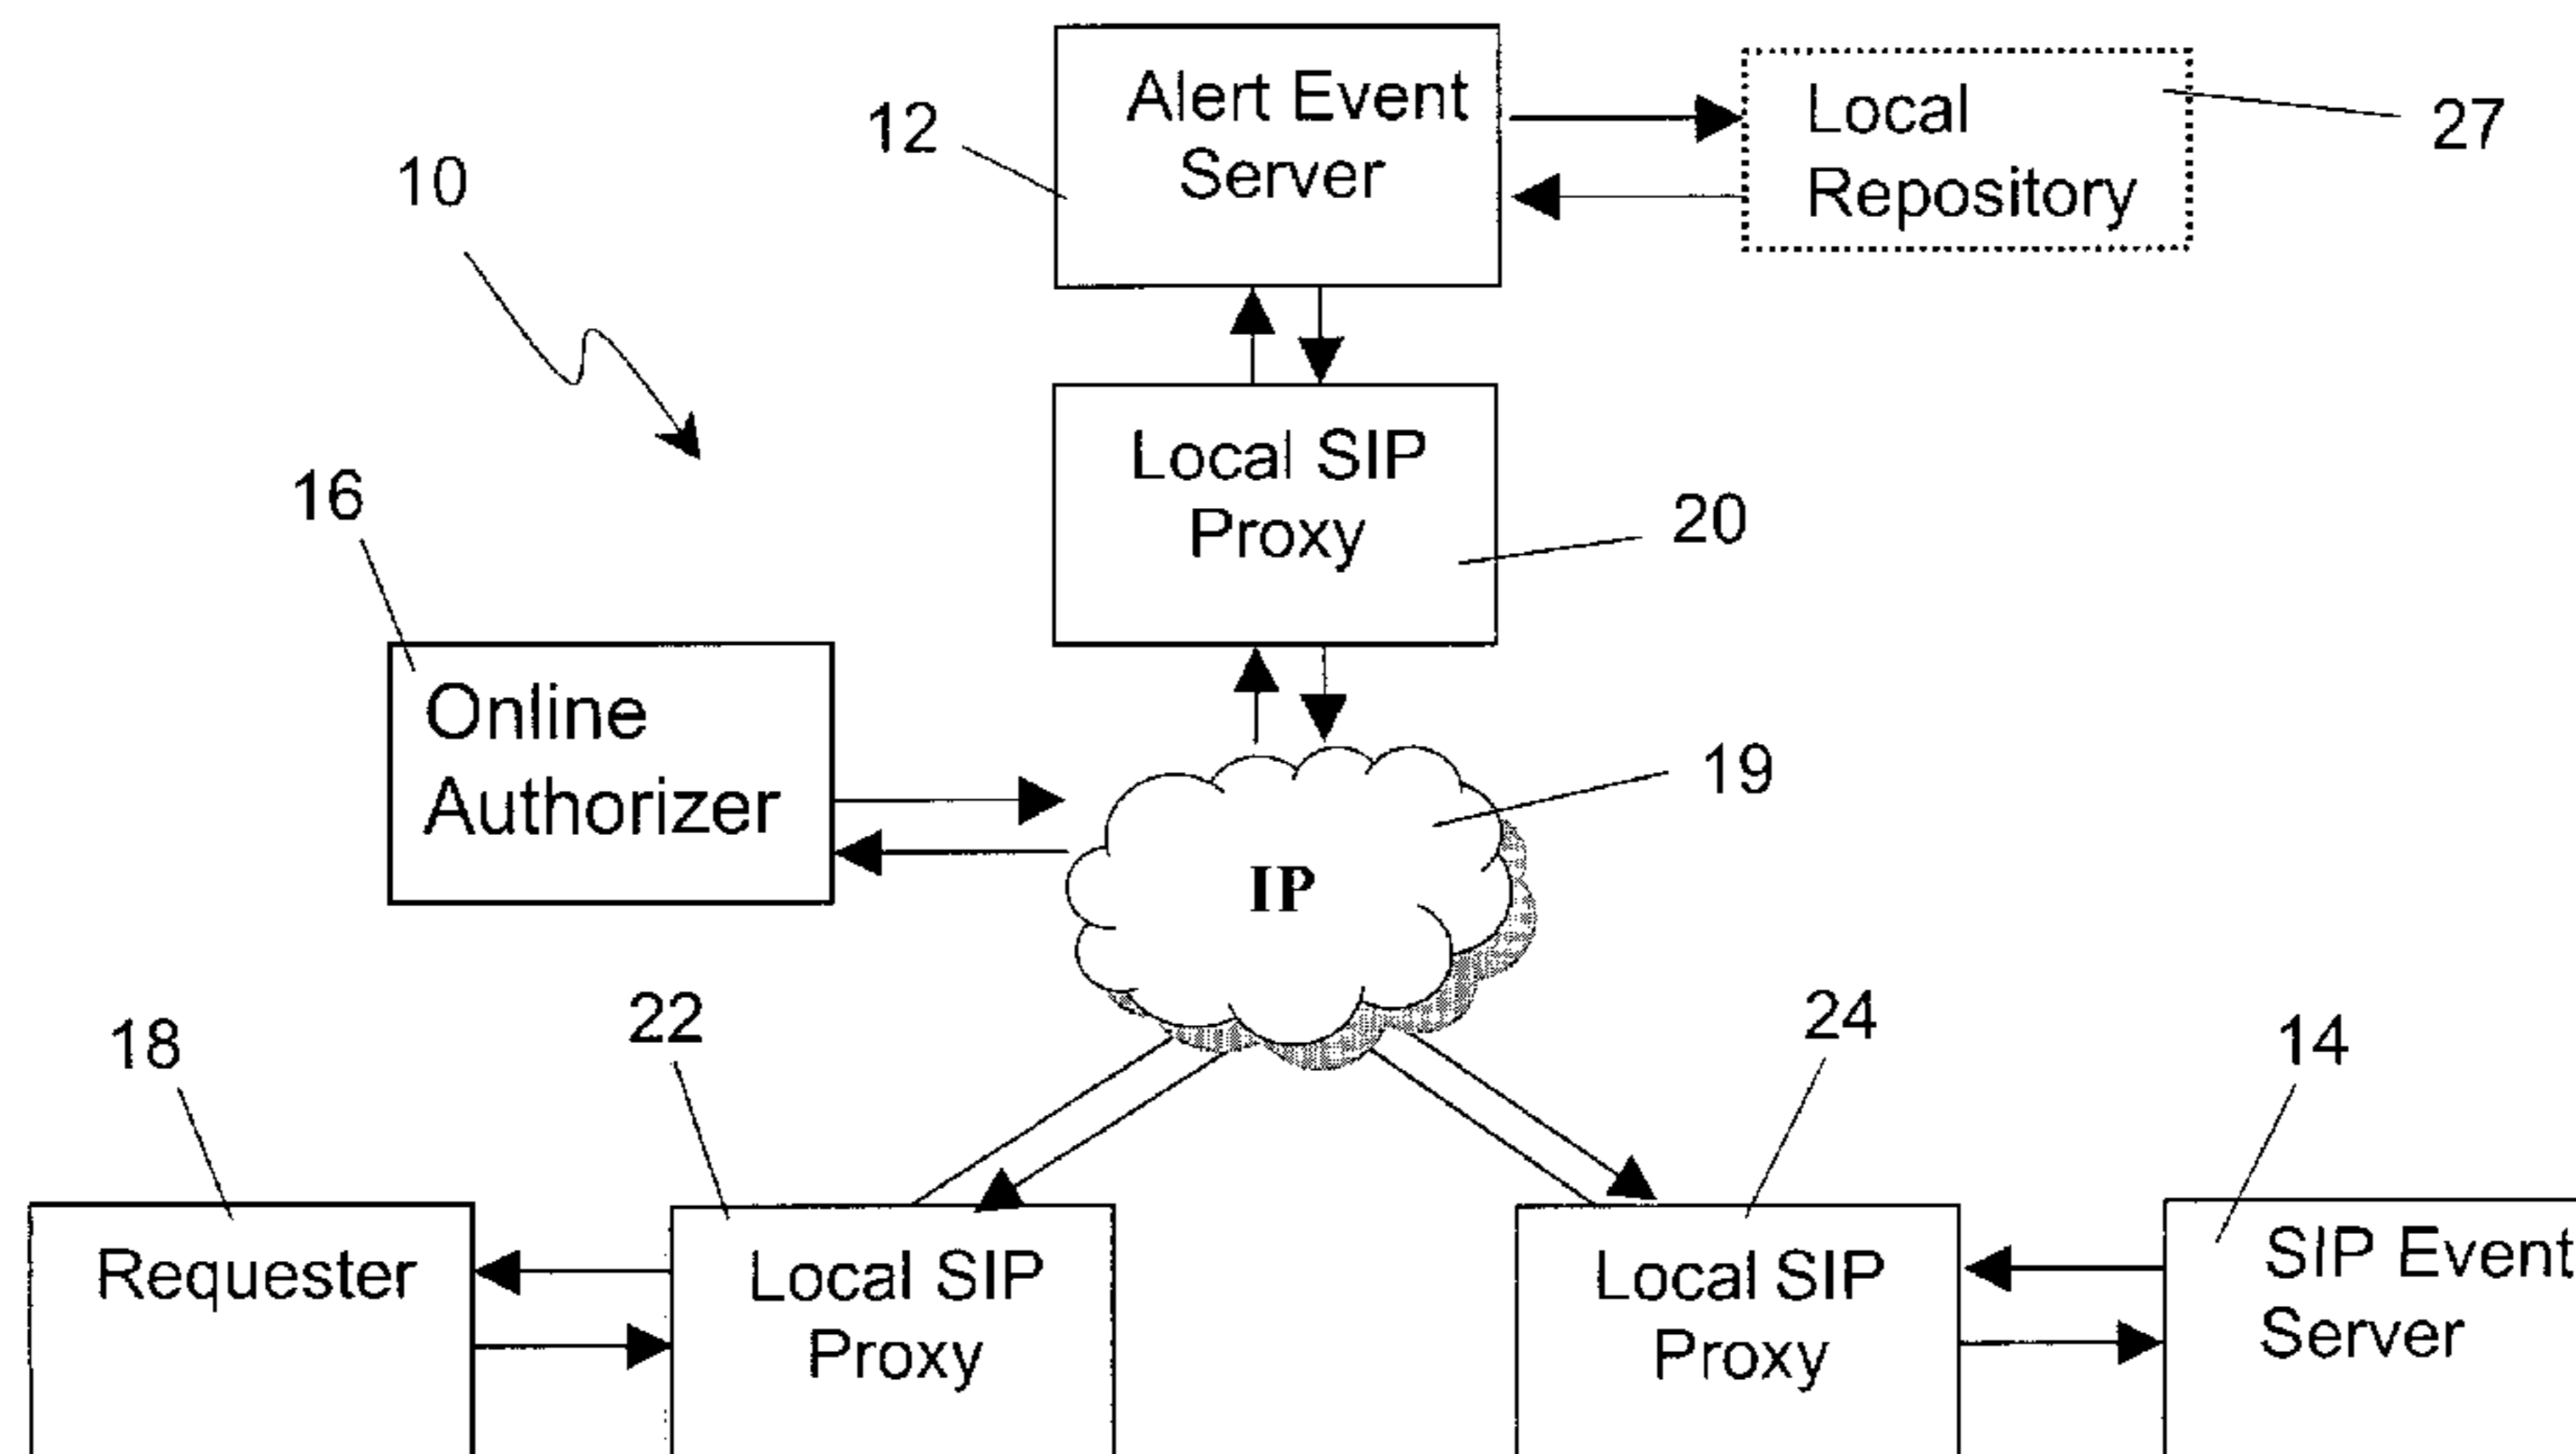 Alert Event
Server
12
Local
Repository
27
10
Local SIP
Proxy
20
16
Online
Authorizer
19
IP
18
22
24
14
Requester
Local SIP
Proxy
Local SIP
Proxy
SIP Event
Server